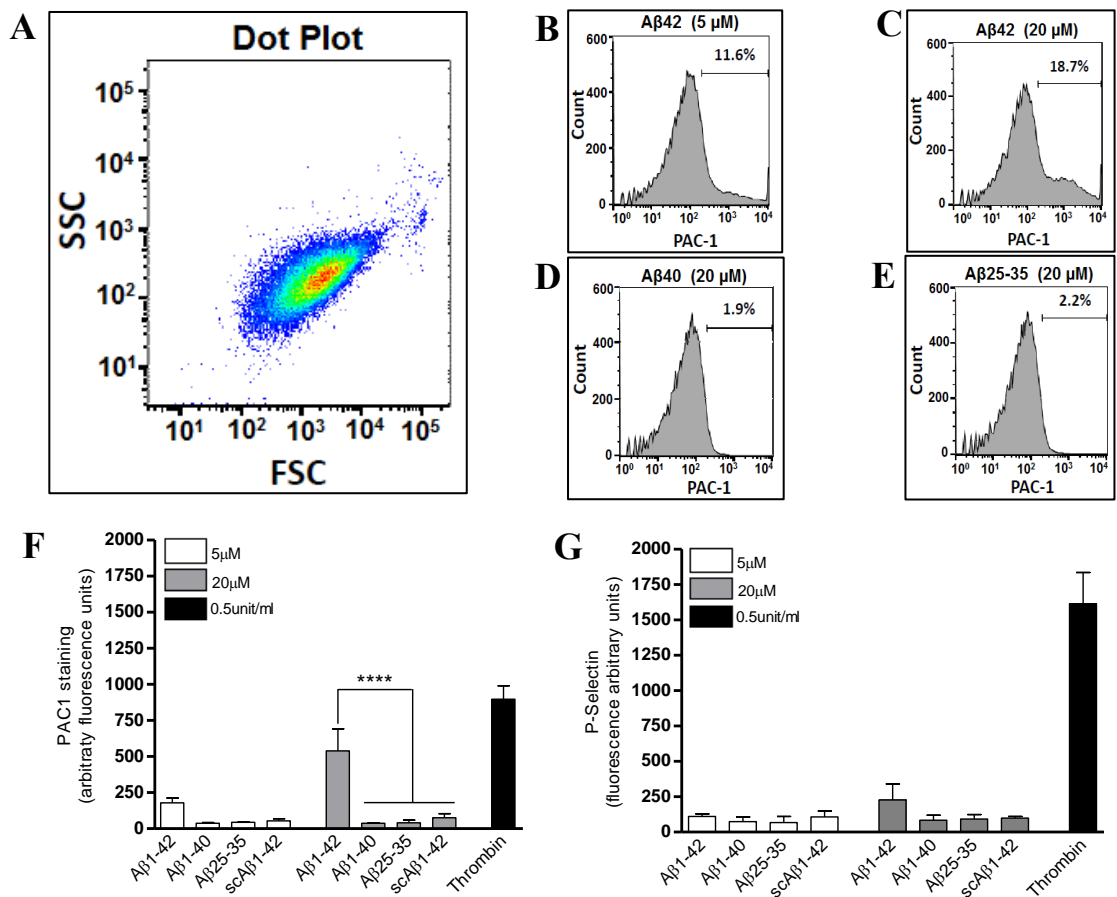 A
Dot Plot
SSC
10⁵
10⁴
10³
10²
10¹
10¹ 10² 10³ 10⁴ 10⁵
FSC
B
Aβ42 (5 µM)
Count
600
400
200
0
11.6%
10⁰ 10¹ 10² 10³ 10⁴
PAC-1
C
Aβ42 (20 µM)
Count
600
400
200
0
18.7%
10⁰ 10¹ 10² 10³ 10⁴
PAC-1
D
Aβ40 (20 µM)
Count
600
400
200
0
1.9%
10⁰ 10¹ 10² 10³ 10⁴
PAC-1
E
Aβ25-35 (20 µM)
Count
600
400
200
0
2.2%
10⁰ 10¹ 10² 10³ 10⁴
PAC-1
F
PAC1 staining
(arbitraty fluorescence units)
2000
1750
1500
1250
1000
750
500
250
0
5µM
20µM
0.5unit/ml
****
Aβ1-42
Aβ1-40
Aβ25-35
scAβ1-42
Aβ1-42
Aβ1-40
Aβ25-35
scAβ1-42
Thrombin
G
P-Selectin
(fluorescence arbitrary units)
2000
1750
1500
1250
1000
750
500
250
0
5µM
20µM
0.5unit/ml
Aβ1-42
Aβ1-40
Aβ25-35
scAβ1-42
Aβ1-42
Aβ1-40
Aβ25-35
scAβ1-42
Thrombin